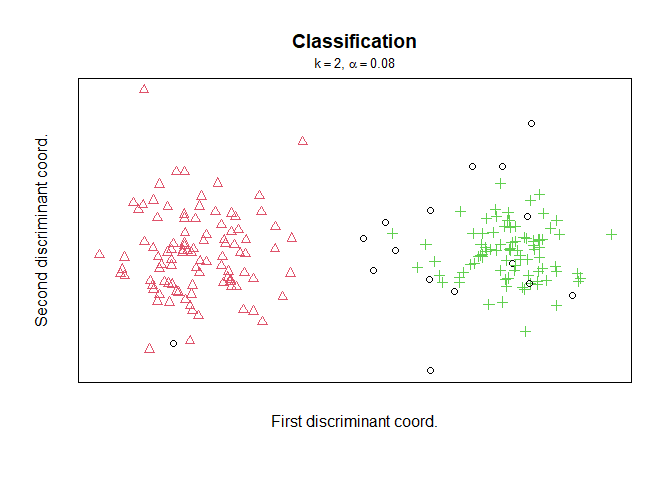 Classification
k = 2, α = 0.08
Second discriminant coord.
First discriminant coord.